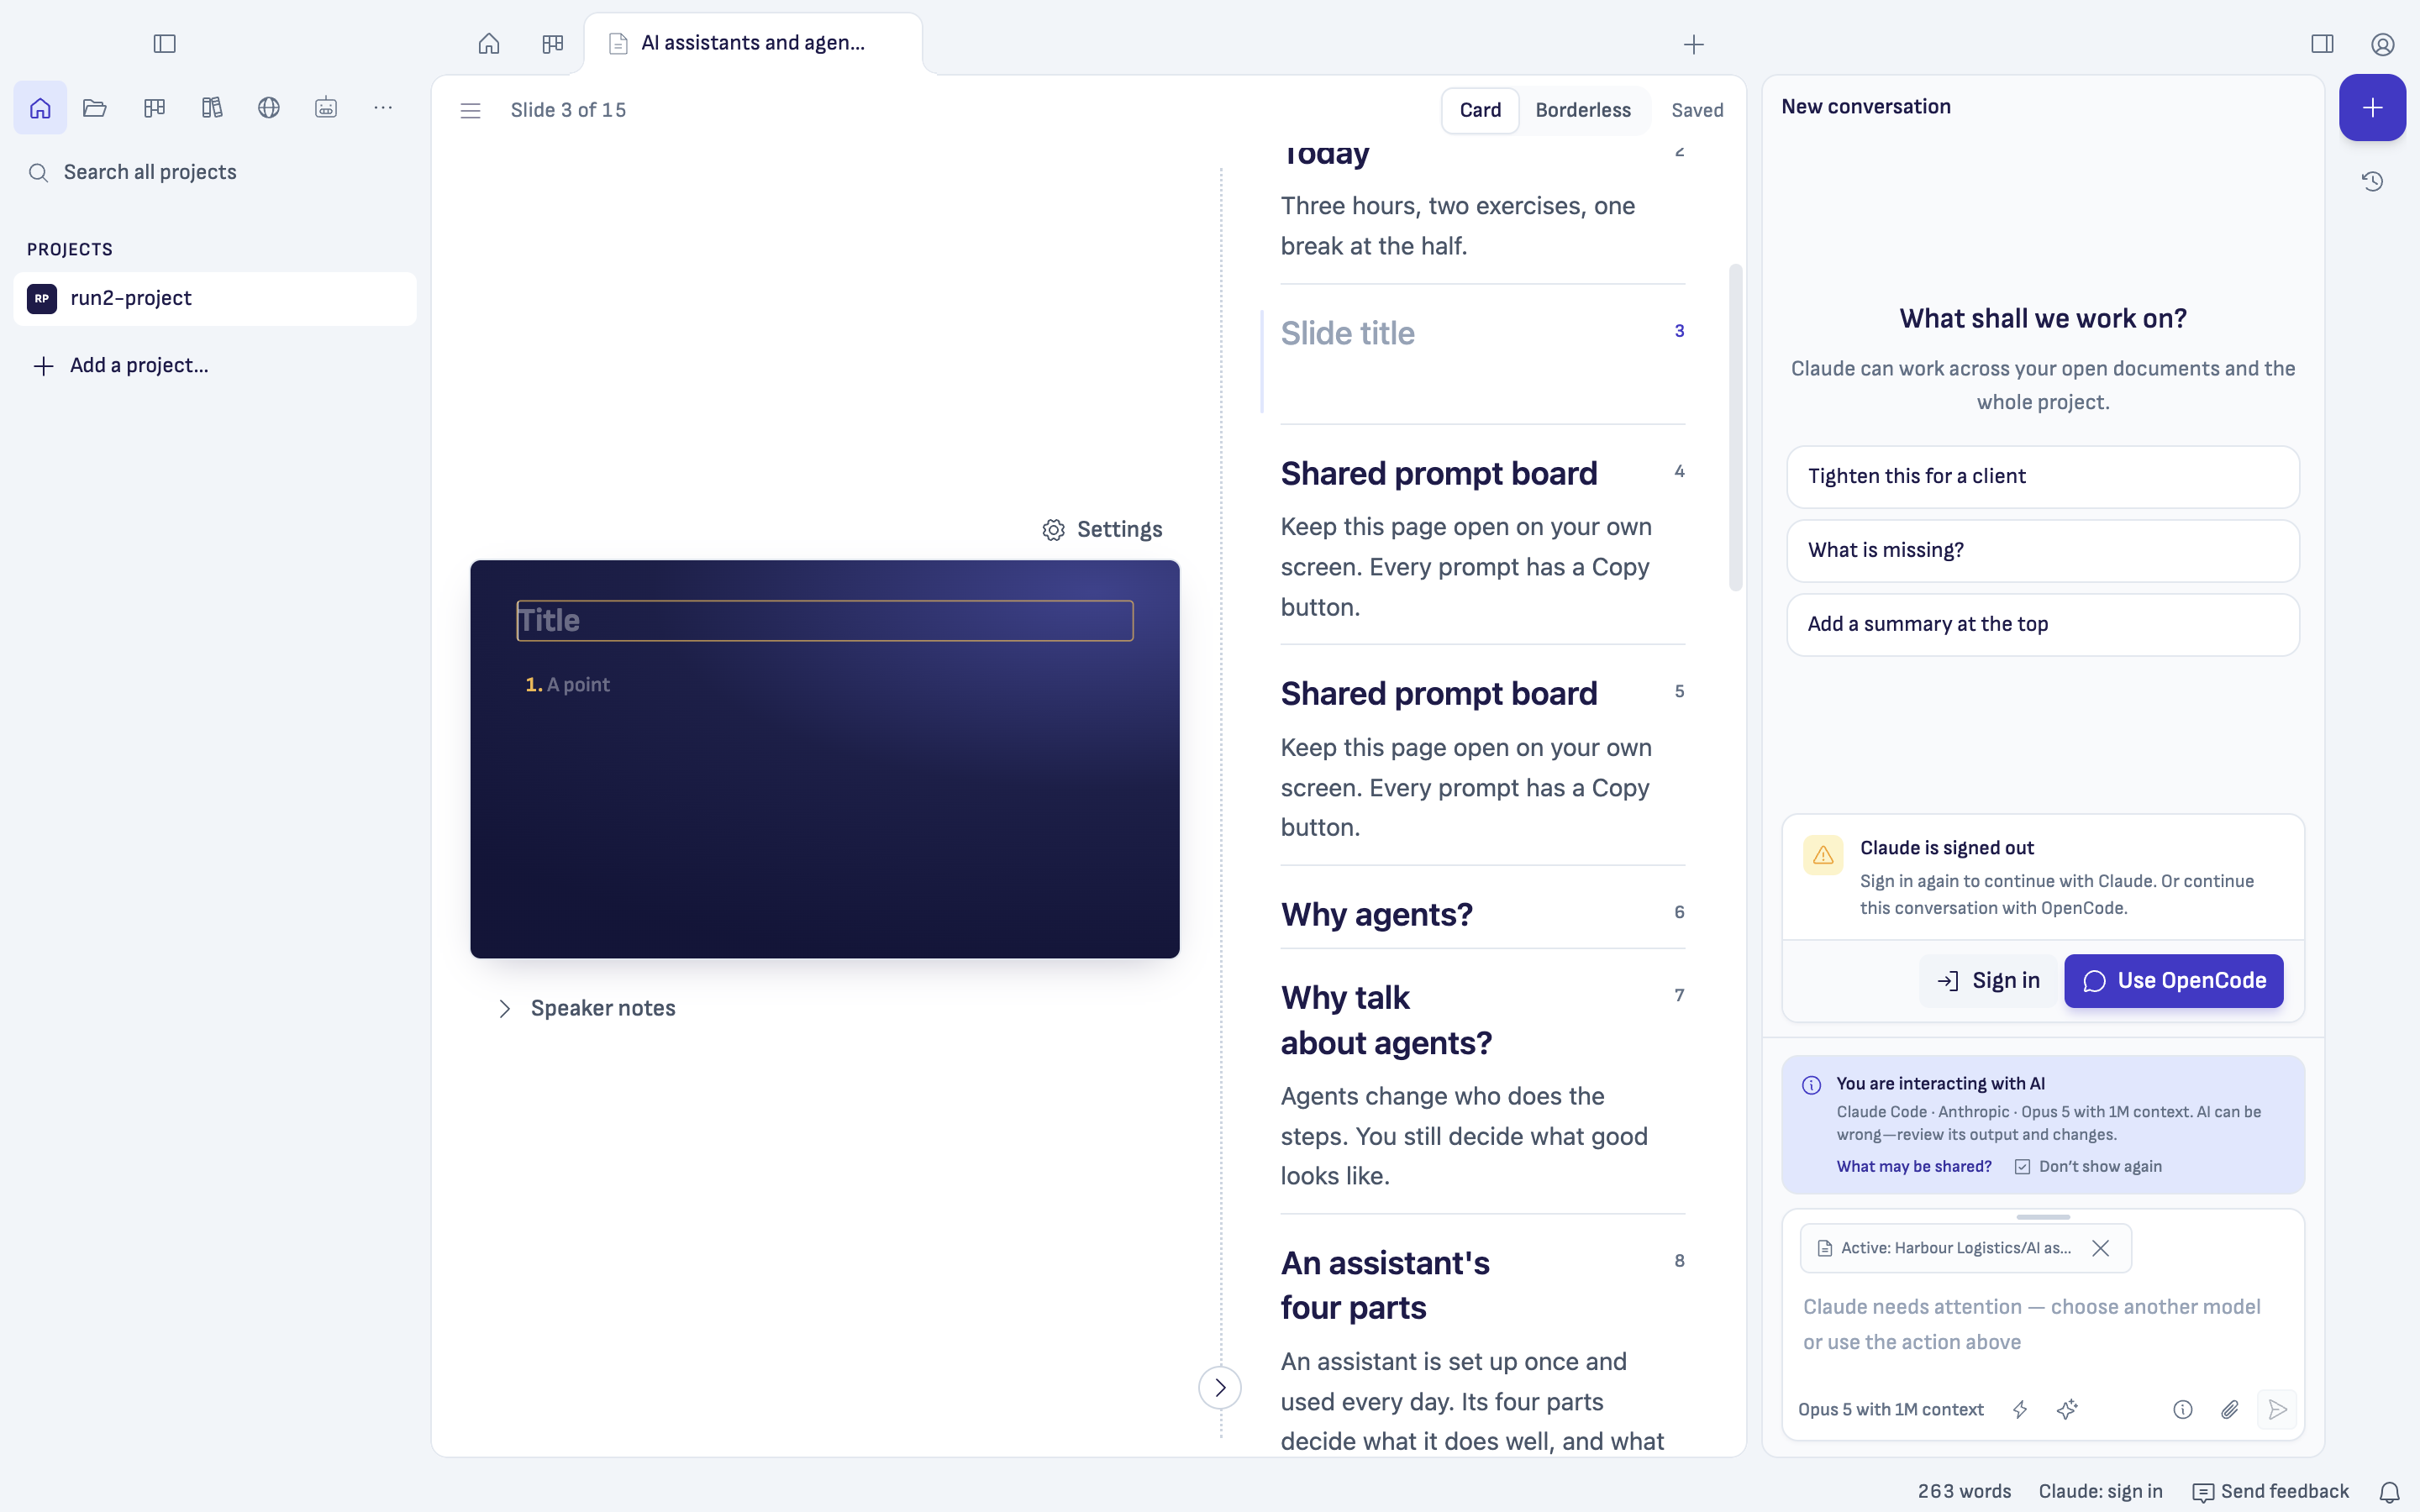 AI assistants and agen...
Search all projects
PROJECTS
RP run2-project
Add a project...
Slide 3 of 15
Card Borderless Saved
Settings
Title
1. A point
Speaker notes
Today 2
Three hours, two exercises, one
break at the half.
Slide title 3
Shared prompt board 4
Keep this page open on your own
screen. Every prompt has a Copy
button.
Shared prompt board 5
Keep this page open on your own
screen. Every prompt has a Copy
button.
Why agents? 6
Why talk 7
about agents?
Agents change who does the
steps. You still decide what good
looks like.
An assistant's 8
four parts
An assistant is set up once and
used every day. Its four parts
decide what it does well, and what
New conversation
What shall we work on?
Claude can work across your open documents and the
whole project.
Tighten this for a client
What is missing?
Add a summary at the top
Claude is signed out
Sign in again to continue with Claude. Or continue
this conversation with OpenCode.
Sign in Use OpenCode
You are interacting with AI
Claude Code · Anthropic · Opus 5 with 1M context. AI can be
wrong—review its output and changes.
What may be shared? Don’t show again
Active: Harbour Logistics/AI as...
Claude needs attention — choose another model
or use the action above
Opus 5 with 1M context
263 words Claude: sign in Send feedback